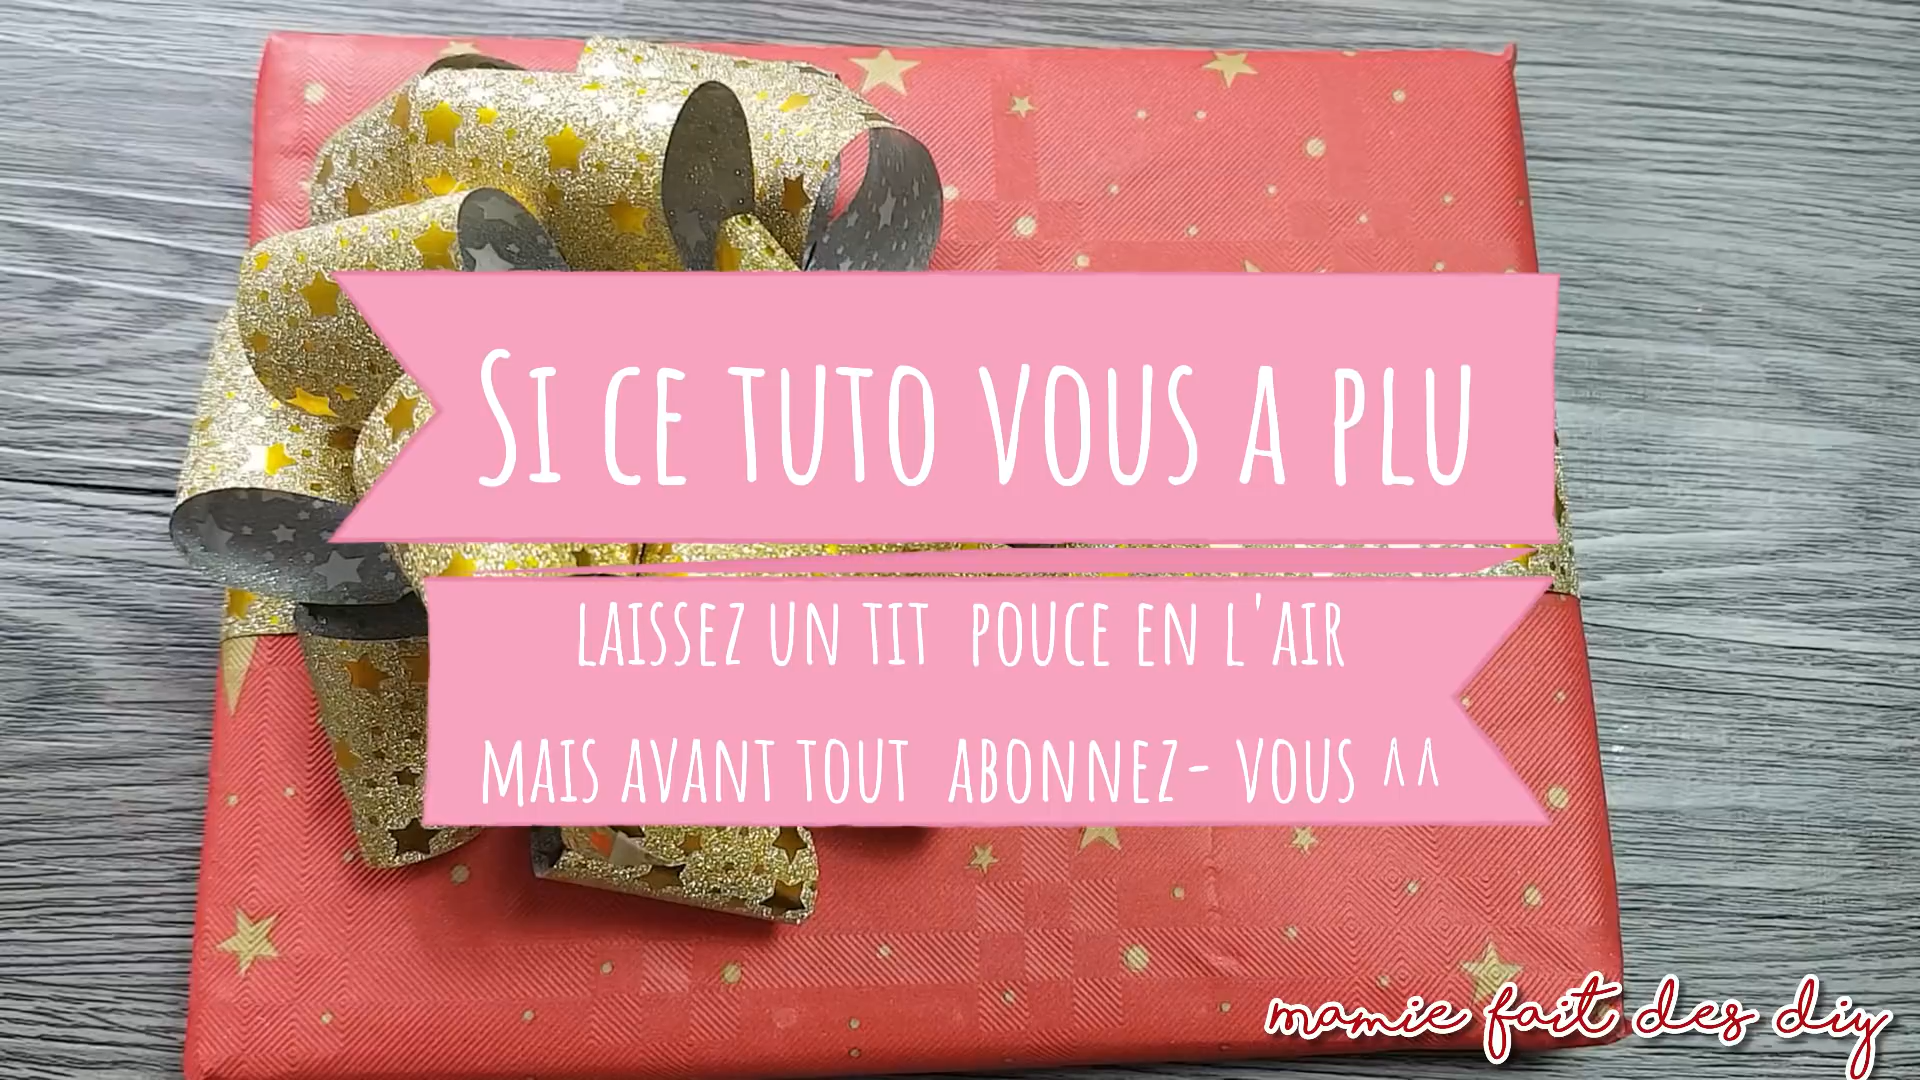 Si ce tuto vous a plu
laissez un tit pouce en l'air
mais avant tout abonnez- vous ^^
mamie fait des diy